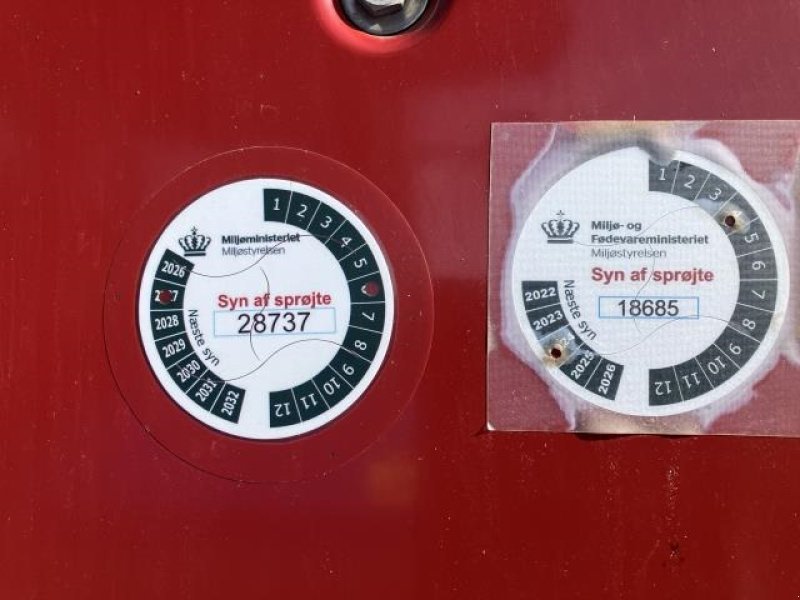 Miljøministeriet
Miljøstyrelsen
Syn af sprøjte
28737
Næste syn
1 2 3 4 5 7 8 9 10 11 12
2026
2028
2029
2030
2031
2032
Miljø- og
Fødevareministeriet
Miljøstyrelsen
Syn af sprøjte
18685
Næste syn
1 2 3 5 6 7 8 9 10 11 12
2022
2023
2025
2026